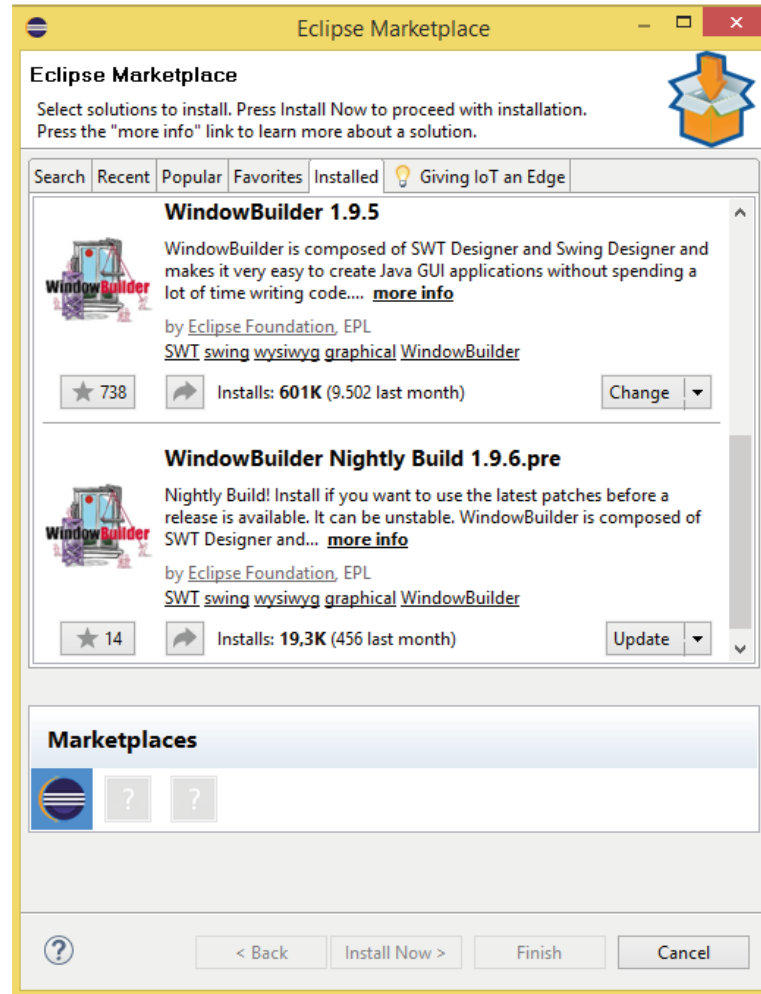 Eclipse Marketplace
Eclipse Marketplace
Select solutions to install. Press Install Now to proceed with installation.
Press the "more info" link to learn more about a solution.
Search Recent Popular Favorites Installed Giving IoT an Edge
WindowBuilder 1.9.5
WindowBuilder is composed of SWT Designer and Swing Designer and
makes it very easy to create Java GUI applications without spending a
lot of time writing code.... more info
WindowBuilder
by Eclipse Foundation, EPL
SWT swing wysiwyg graphical WindowBuilder
738 Installs: 601K (9.502 last month) Change
WindowBuilder Nightly Build 1.9.6.pre
Nightly Build! Install if you want to use the latest patches before a
release is available. It can be unstable. WindowBuilder is composed of
SWT Designer and... more info
WindowBuilder
by Eclipse Foundation, EPL
SWT swing wysiwyg graphical WindowBuilder
14 Installs: 19,3K (456 last month) Update
Marketplaces
? ?
? < Back Install Now > Finish Cancel